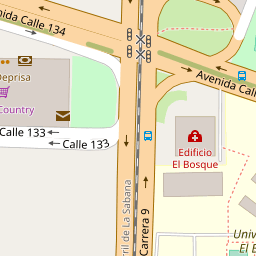 nida Calle 134
Deprisa
Country
Avenida Calle
Calle 133
Calle 133
Edificio
El Bosque
ril de La Sabana
Carrera 9
Univ
El B